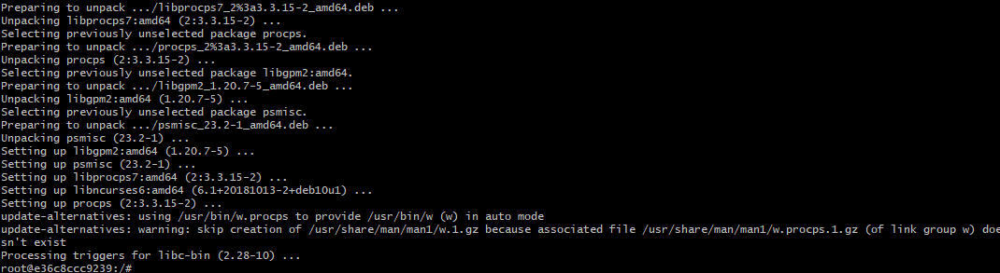 Preparing to unpack .../libprocps7_2%3a3.3.15-2_amd64.deb ...
Unpacking libprocps7:amd64 (2:3.3.15-2) ...
Selecting previously unselected package procps.
Preparing to unpack .../procps_2%3a3.3.15-2_amd64.deb ...
Unpacking procps (2:3.3.15-2) ...
Selecting previously unselected package libgpm2:amd64.
Preparing to unpack .../libgpm2_1.20.7-5_amd64.deb ...
Unpacking libgpm2:amd64 (1.20.7-5) ...
Selecting previously unselected package psmisc.
Preparing to unpack .../psmisc_23.2-1_amd64.deb ...
Unpacking psmisc (23.2-1) ...
Setting up libgpm2:amd64 (1.20.7-5) ...
Setting up psmisc (23.2-1) ...
Setting up libprocps7:amd64 (2:3.3.15-2) ...
Setting up libncurses6:amd64 (6.1+20181013-2+deb10u1) ...
Setting up procps (2:3.3.15-2) ...
update-alternatives: using /usr/bin/w.procps to provide /usr/bin/w (w) in auto mode
update-alternatives: warning: skip creation of /usr/share/man/man1/w.1.gz because associated file /usr/share/man/man1/w.procps.1.gz (of link group w) doe
sn't exist
Processing triggers for libc-bin (2.28-10) ...
root@e36c8ccc9239:/#